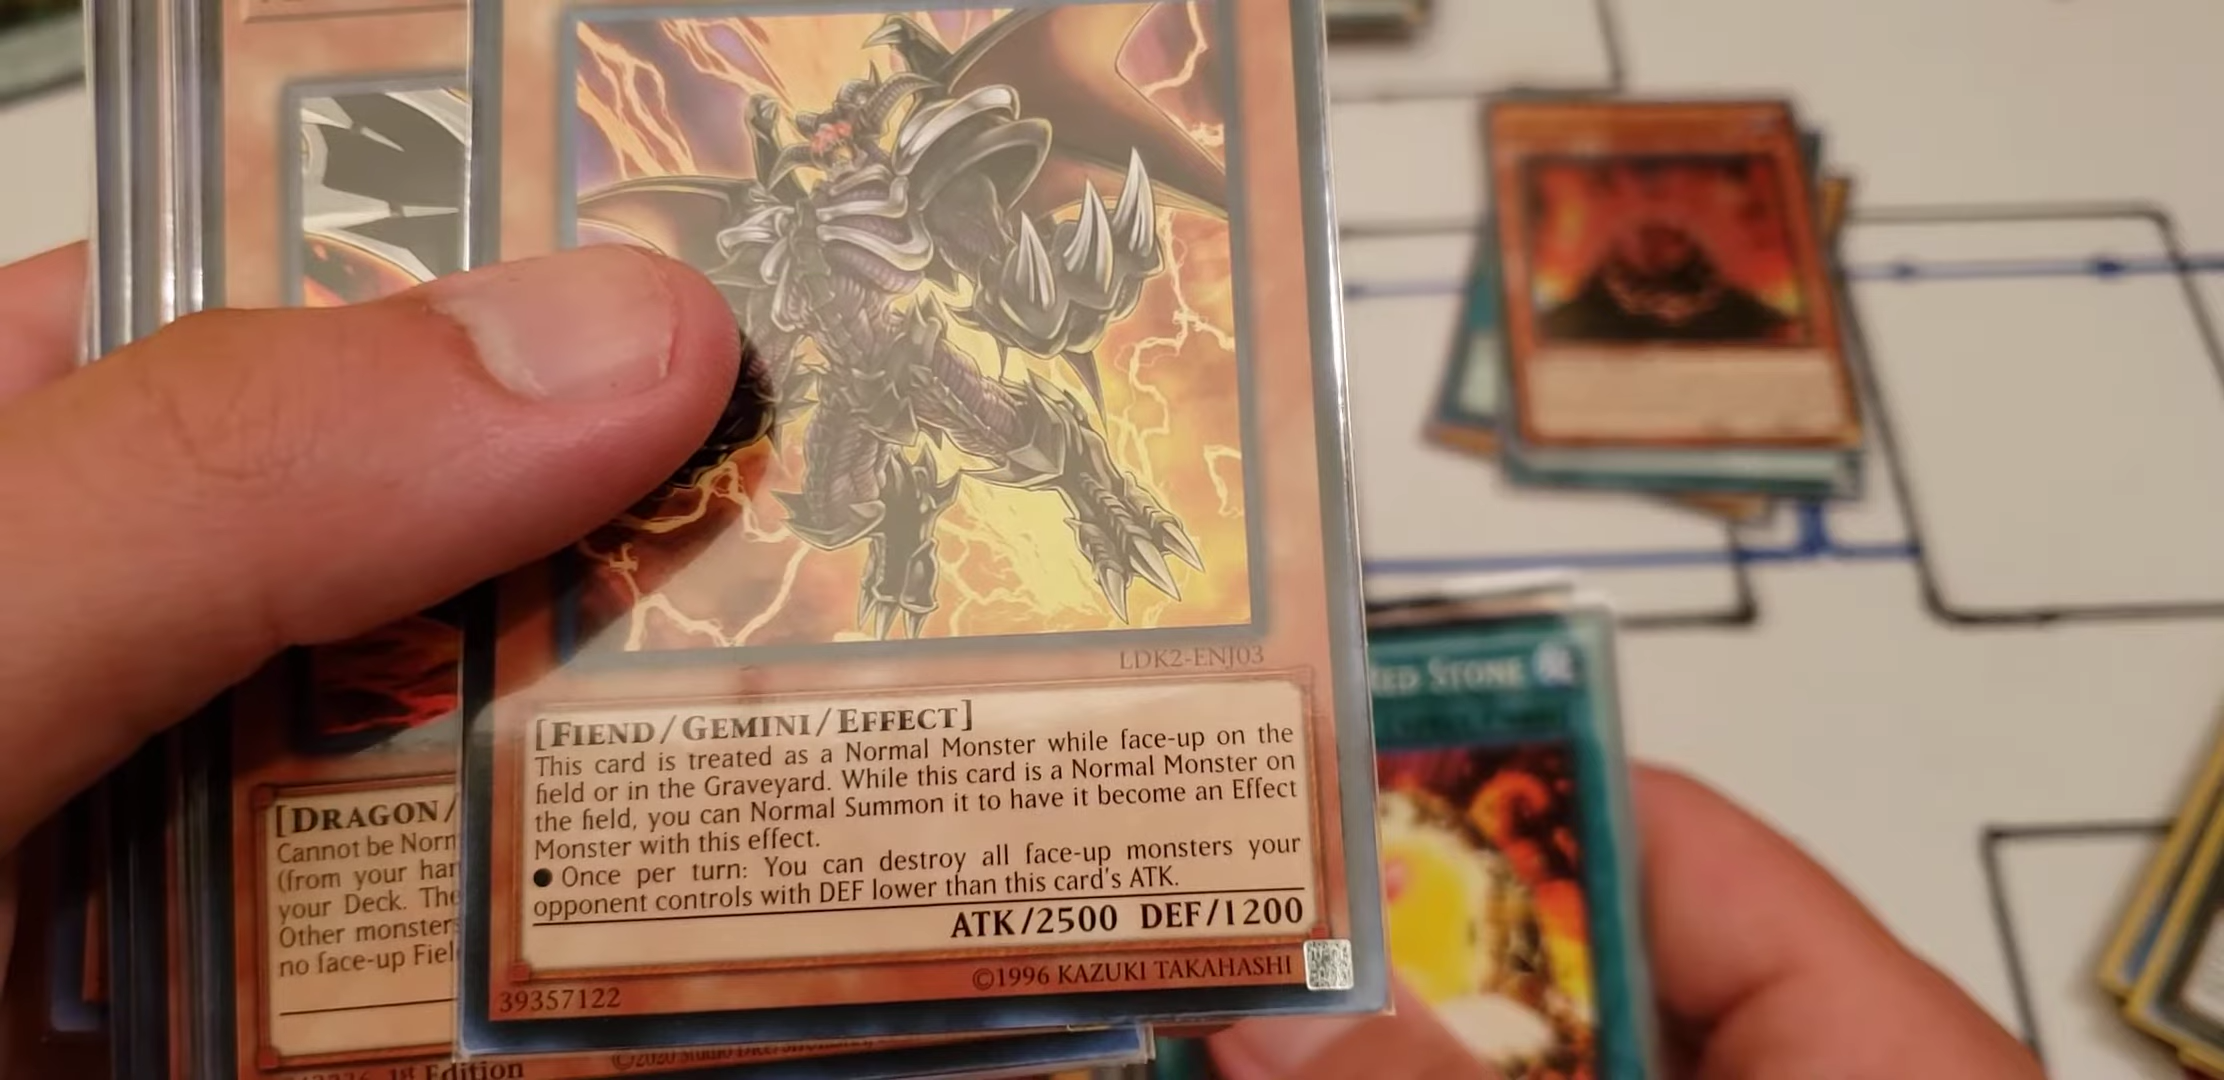 LDK2-ENJ03
[FIEND/GEMINI/EFFECT]
This card is treated as a Normal Monster while face-up on the
field or in the Graveyard. While this card is a Normal Monster on
the field, you can Normal Summon it to have it become an Effect
Monster with this effect.
● Once per turn: You can destroy all face-up monsters your
opponent controls with DEF lower than this card's ATK.
ATK/2500 DEF/1200
39357122
©1996 KAZUKI TAKAHASHI
[DRAGON/
Cannot be Norm
(from your han
your Deck. The
Other monsters
no face-up Fiel
1st Edition
©2020 Studio Dice/
RED STONE